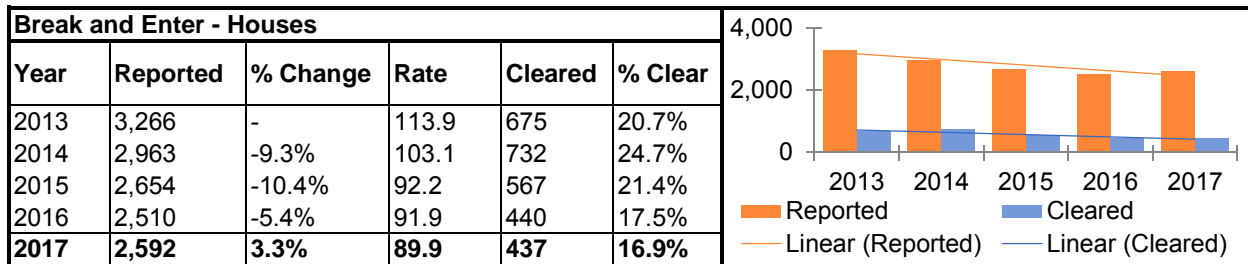 Break and Enter - Houses
Year Reported % Change Rate Cleared % Clear
2013 3,266 - 113.9 675 20.7%
2014 2,963 -9.3% 103.1 732 24.7%
2015 2,654 -10.4% 92.2 567 21.4%
2016 2,510 -5.4% 91.9 440 17.5%
2017 2,592 3.3% 89.9 437 16.9%
4,000
2,000
0
2013 2014 2015 2016 2017
Reported Cleared
Linear (Reported) Linear (Cleared)